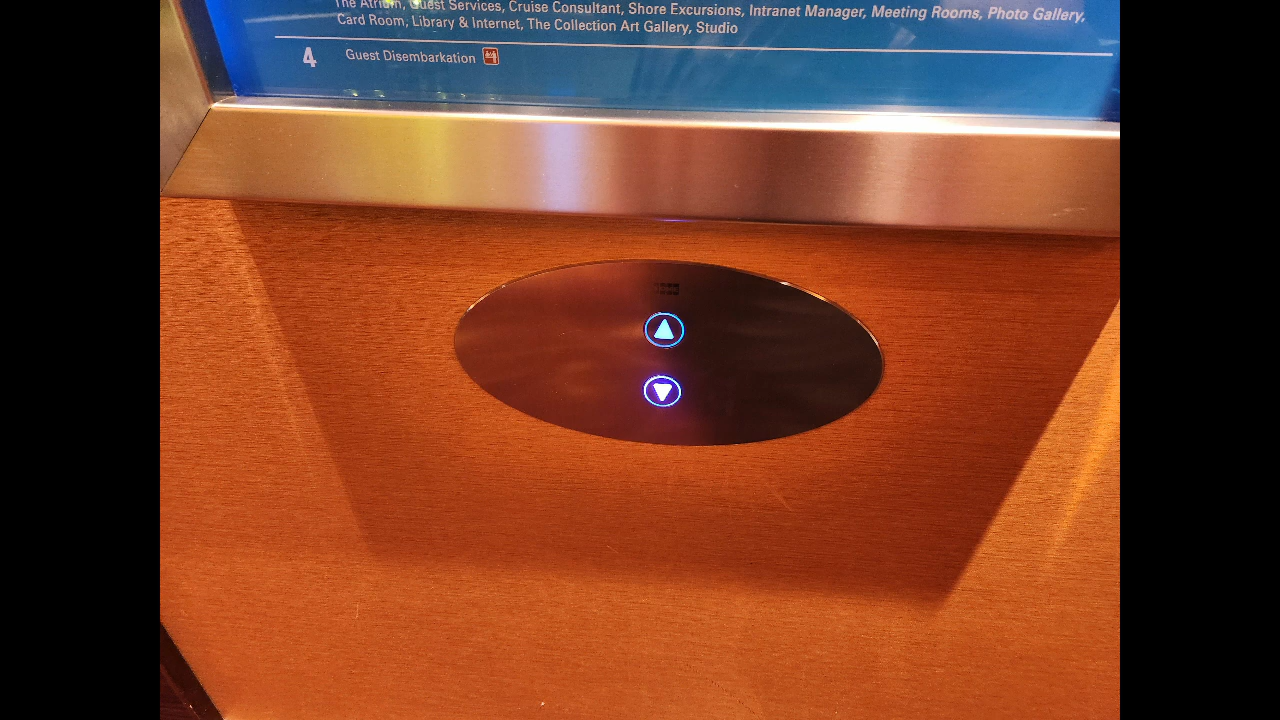 The Atrium, Guest Services, Cruise Consultant, Shore Excursions, Intranet Manager, Meeting Rooms, Photo Gallery,
Card Room, Library & Internet, The Collection Art Gallery, Studio
4 Guest Disembarkation